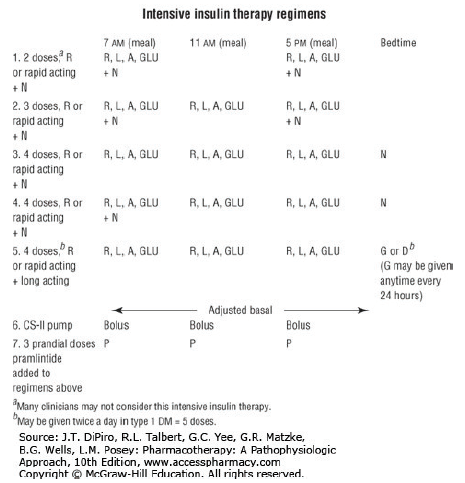 Intensive insulin therapy regimens
7 AM (meal) 11 AM (meal) 5 PM (meal) Bedtime
1. 2 doses,ª R R, L, A, GLU R, L, A, GLU
or rapid acting + N + N
+ N
2. 3 doses, R or R, L, A, GLU R, L, A, GLU R, L, A, GLU
rapid acting + N + N
+ N
3. 4 doses, R or R, L, A, GLU R, L, A, GLU R, L, A, GLU N
rapid acting
+ N
4. 4 doses, R or R, L, A, GLU R, L, A, GLU R, L, A, GLU N
rapid acting + N
+ N
5. 4 doses,ᵇ R R, L, A, GLU R, L, A, GLU R, L, A, GLU G or Dᵇ
or rapid acting (G may be given
+ long acting anytime every
24 hours)
Adjusted basal
6. CS-II pump Bolus Bolus Bolus
7. 3 prandial doses P P P
pramlintide
added to
regimens above
ªMany clinicians may not consider this intensive insulin therapy.
ᵇMay be given twice a day in type 1 DM = 5 doses.
Source: J.T. DiPiro, R.L. Talbert, G.C. Yee, G.R. Matzke,
B.G. Wells, L.M. Posey: Pharmacotherapy: A Pathophysiologic
Approach, 10th Edition, www.accesspharmacy.com
Copyright © McGraw-Hill Education. All rights reserved.